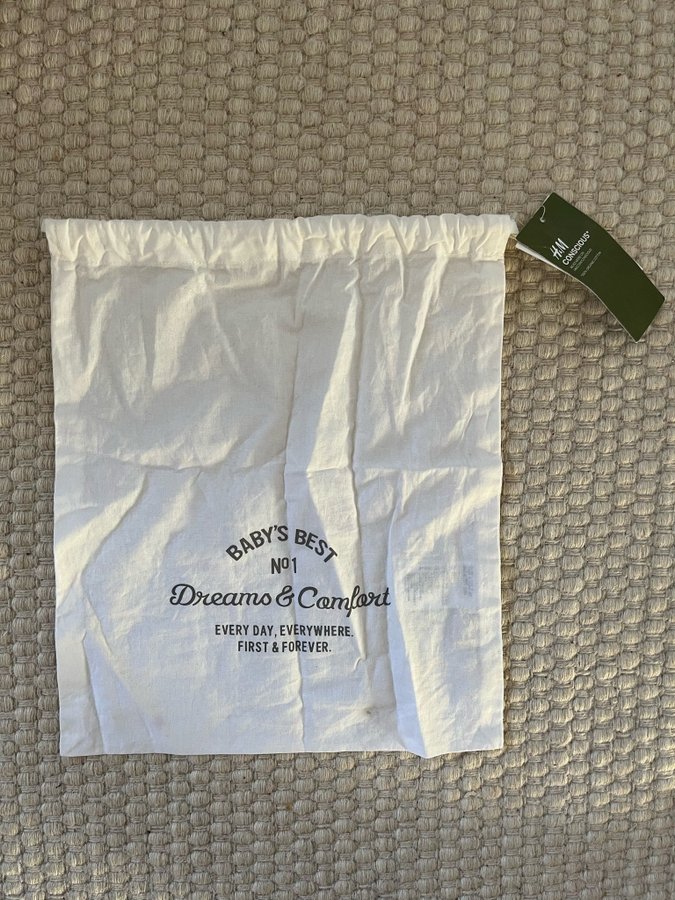 BABY'S BEST
Nº1
Dreams & Comfort
EVERY DAY, EVERYWHERE.
FIRST & FOREVER.
H&M
CONSCIOUS